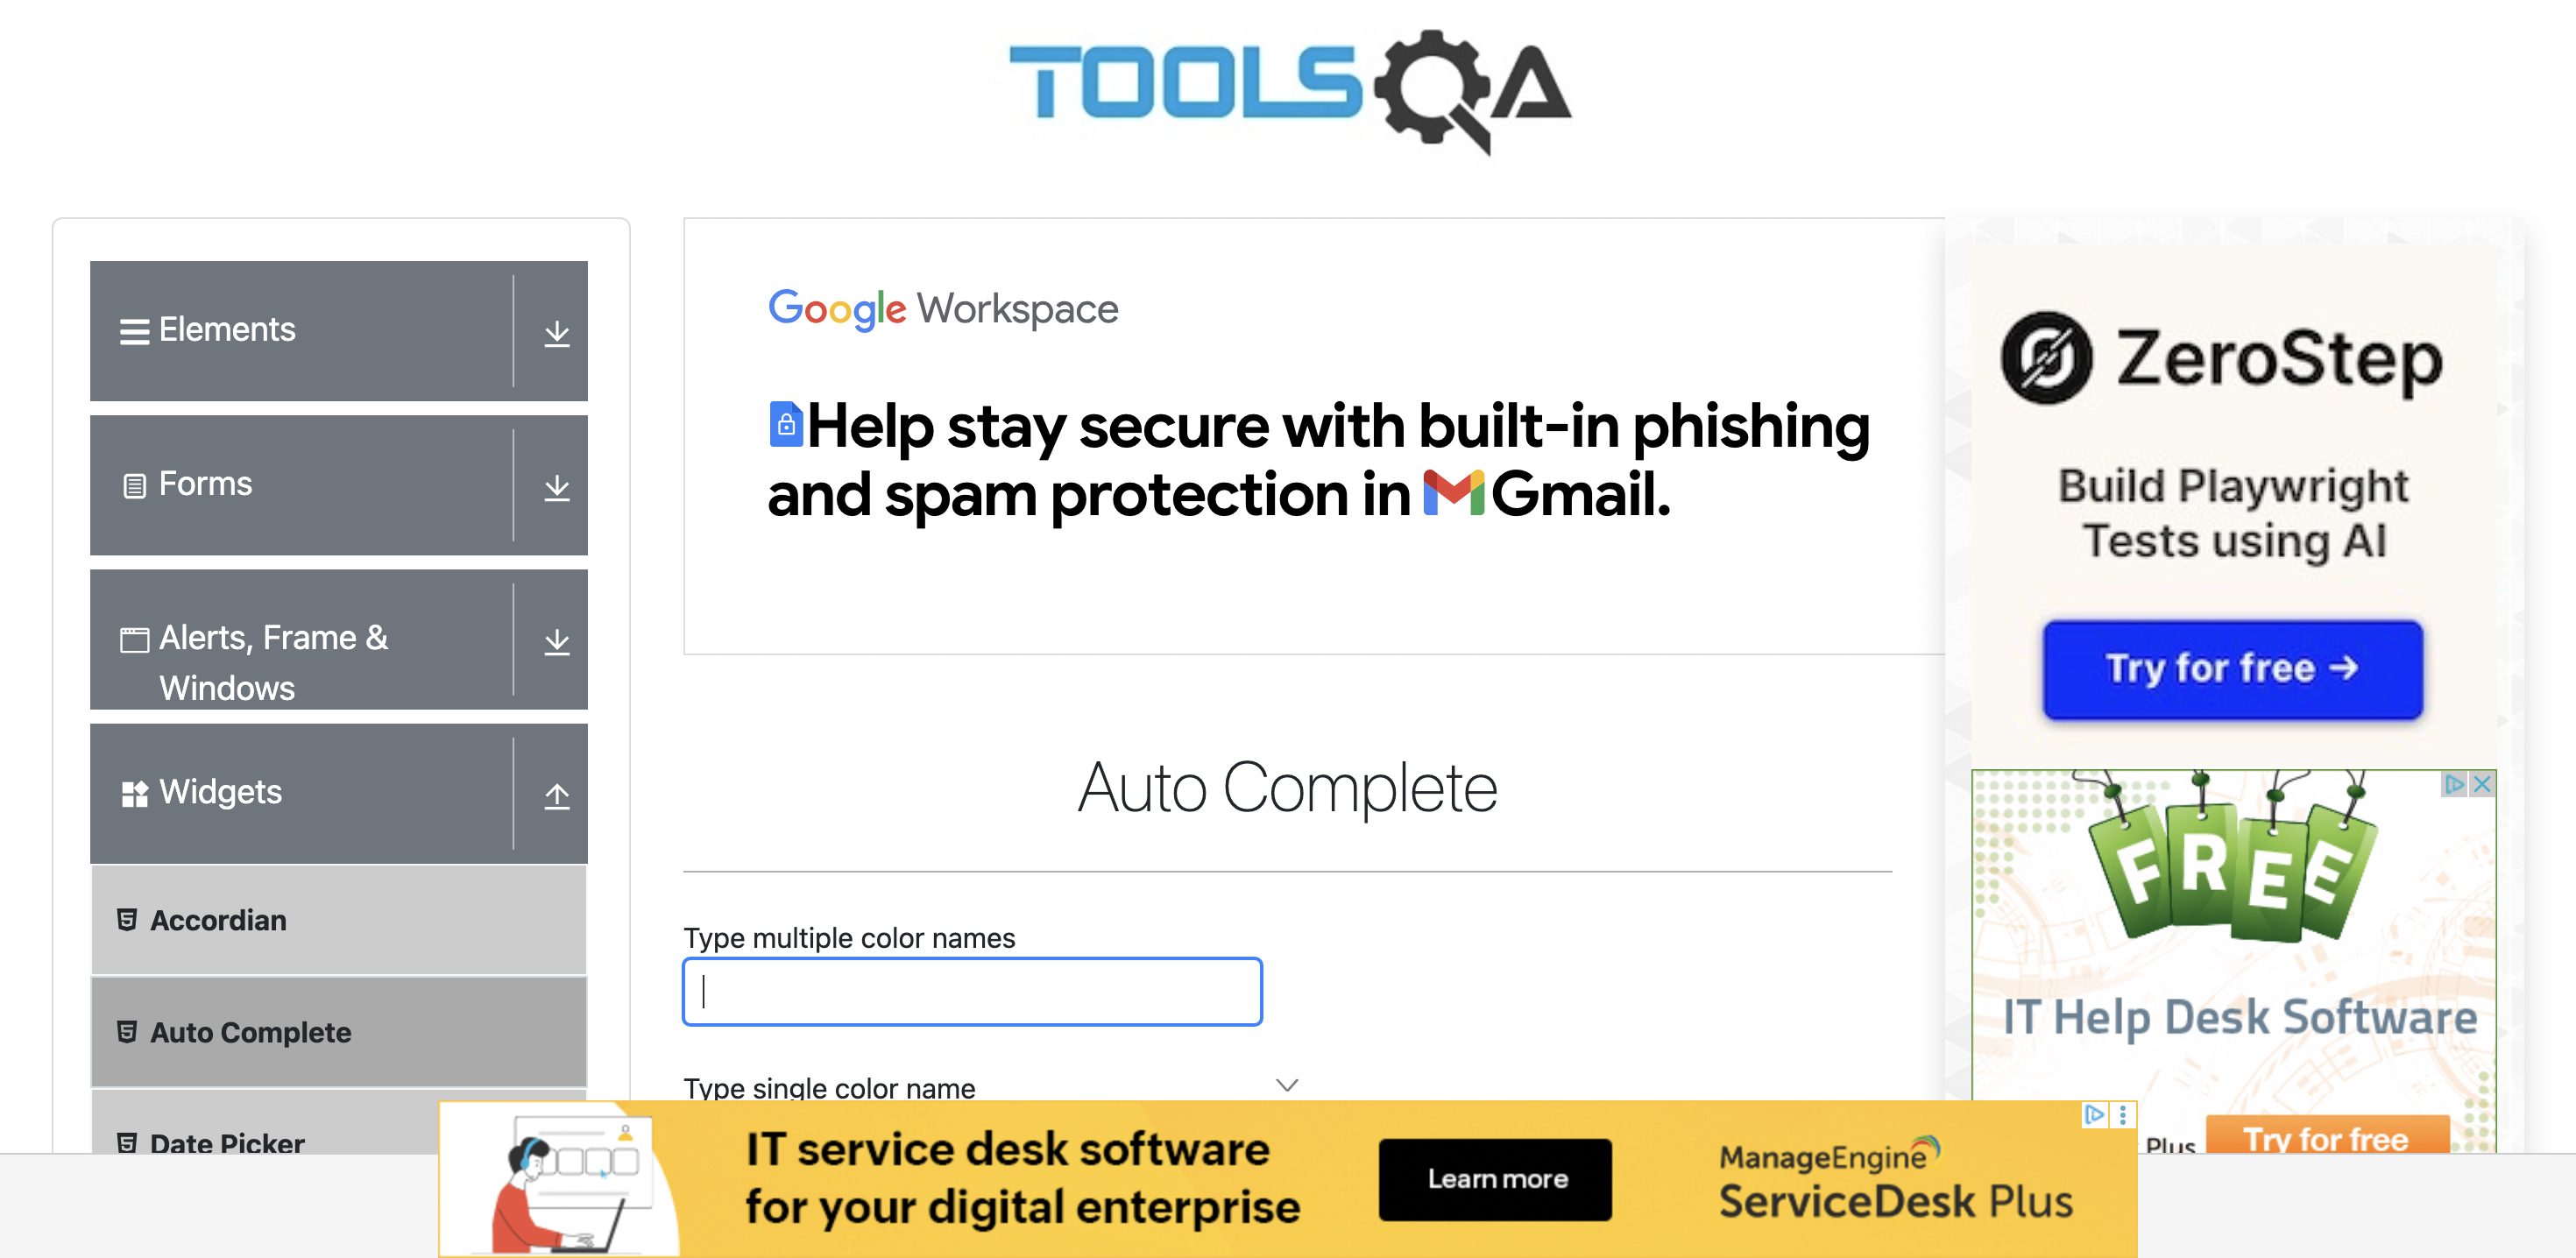 TOOLSQA
Elements
Forms
Alerts, Frame &
Windows
Widgets
Accordian
Auto Complete
Date Picker
Google Workspace
Help stay secure with built-in phishing
and spam protection in Gmail.
Auto Complete
Type multiple color names
Type single color name
ZeroStep
Build Playwright
Tests using AI
Try for free →
FREE
IT Help Desk Software
Plus
Try for free
IT service desk software
for your digital enterprise
Learn more
ManageEngine
ServiceDesk Plus